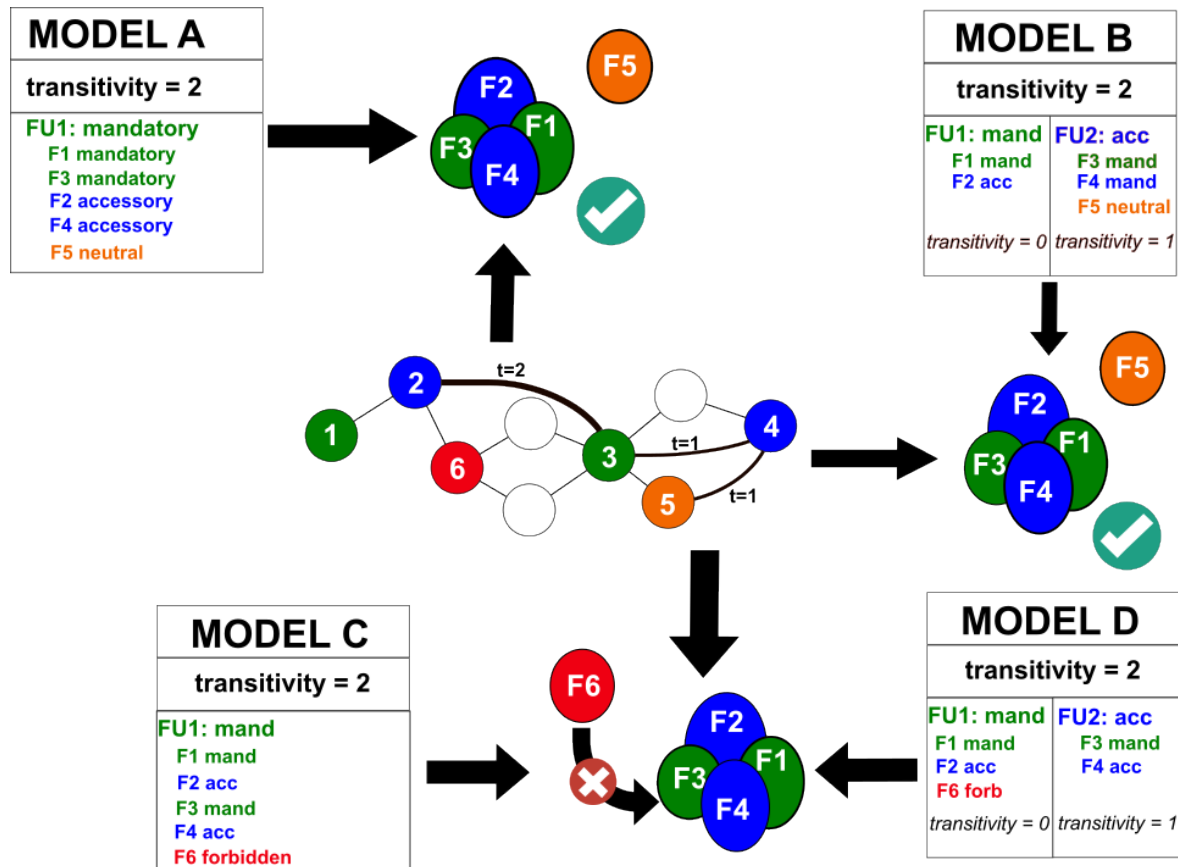 MODEL A
transitivity = 2
FU1: mandatory
F1 mandatory
F3 mandatory
F2 accessory
F4 accessory
F5 neutral
F5
F2
F1
F3
F4
MODEL B
transitivity = 2
FU1: mand
F1 mand
F2 acc
transitivity = 0
FU2: acc
F3 mand
F4 mand
F5 neutral
transitivity = 1
t=2
2
1
6
3
4
t=1
5
t=1
F5
F2
F1
F3
F4
MODEL C
transitivity = 2
FU1: mand
F1 mand
F2 acc
F3 mand
F4 acc
F6 forbidden
F6
F2
F1
F3
F4
MODEL D
transitivity = 2
FU1: mand
F1 mand
F2 acc
F6 forb
transitivity = 0
FU2: acc
F3 mand
F4 acc
transitivity = 1